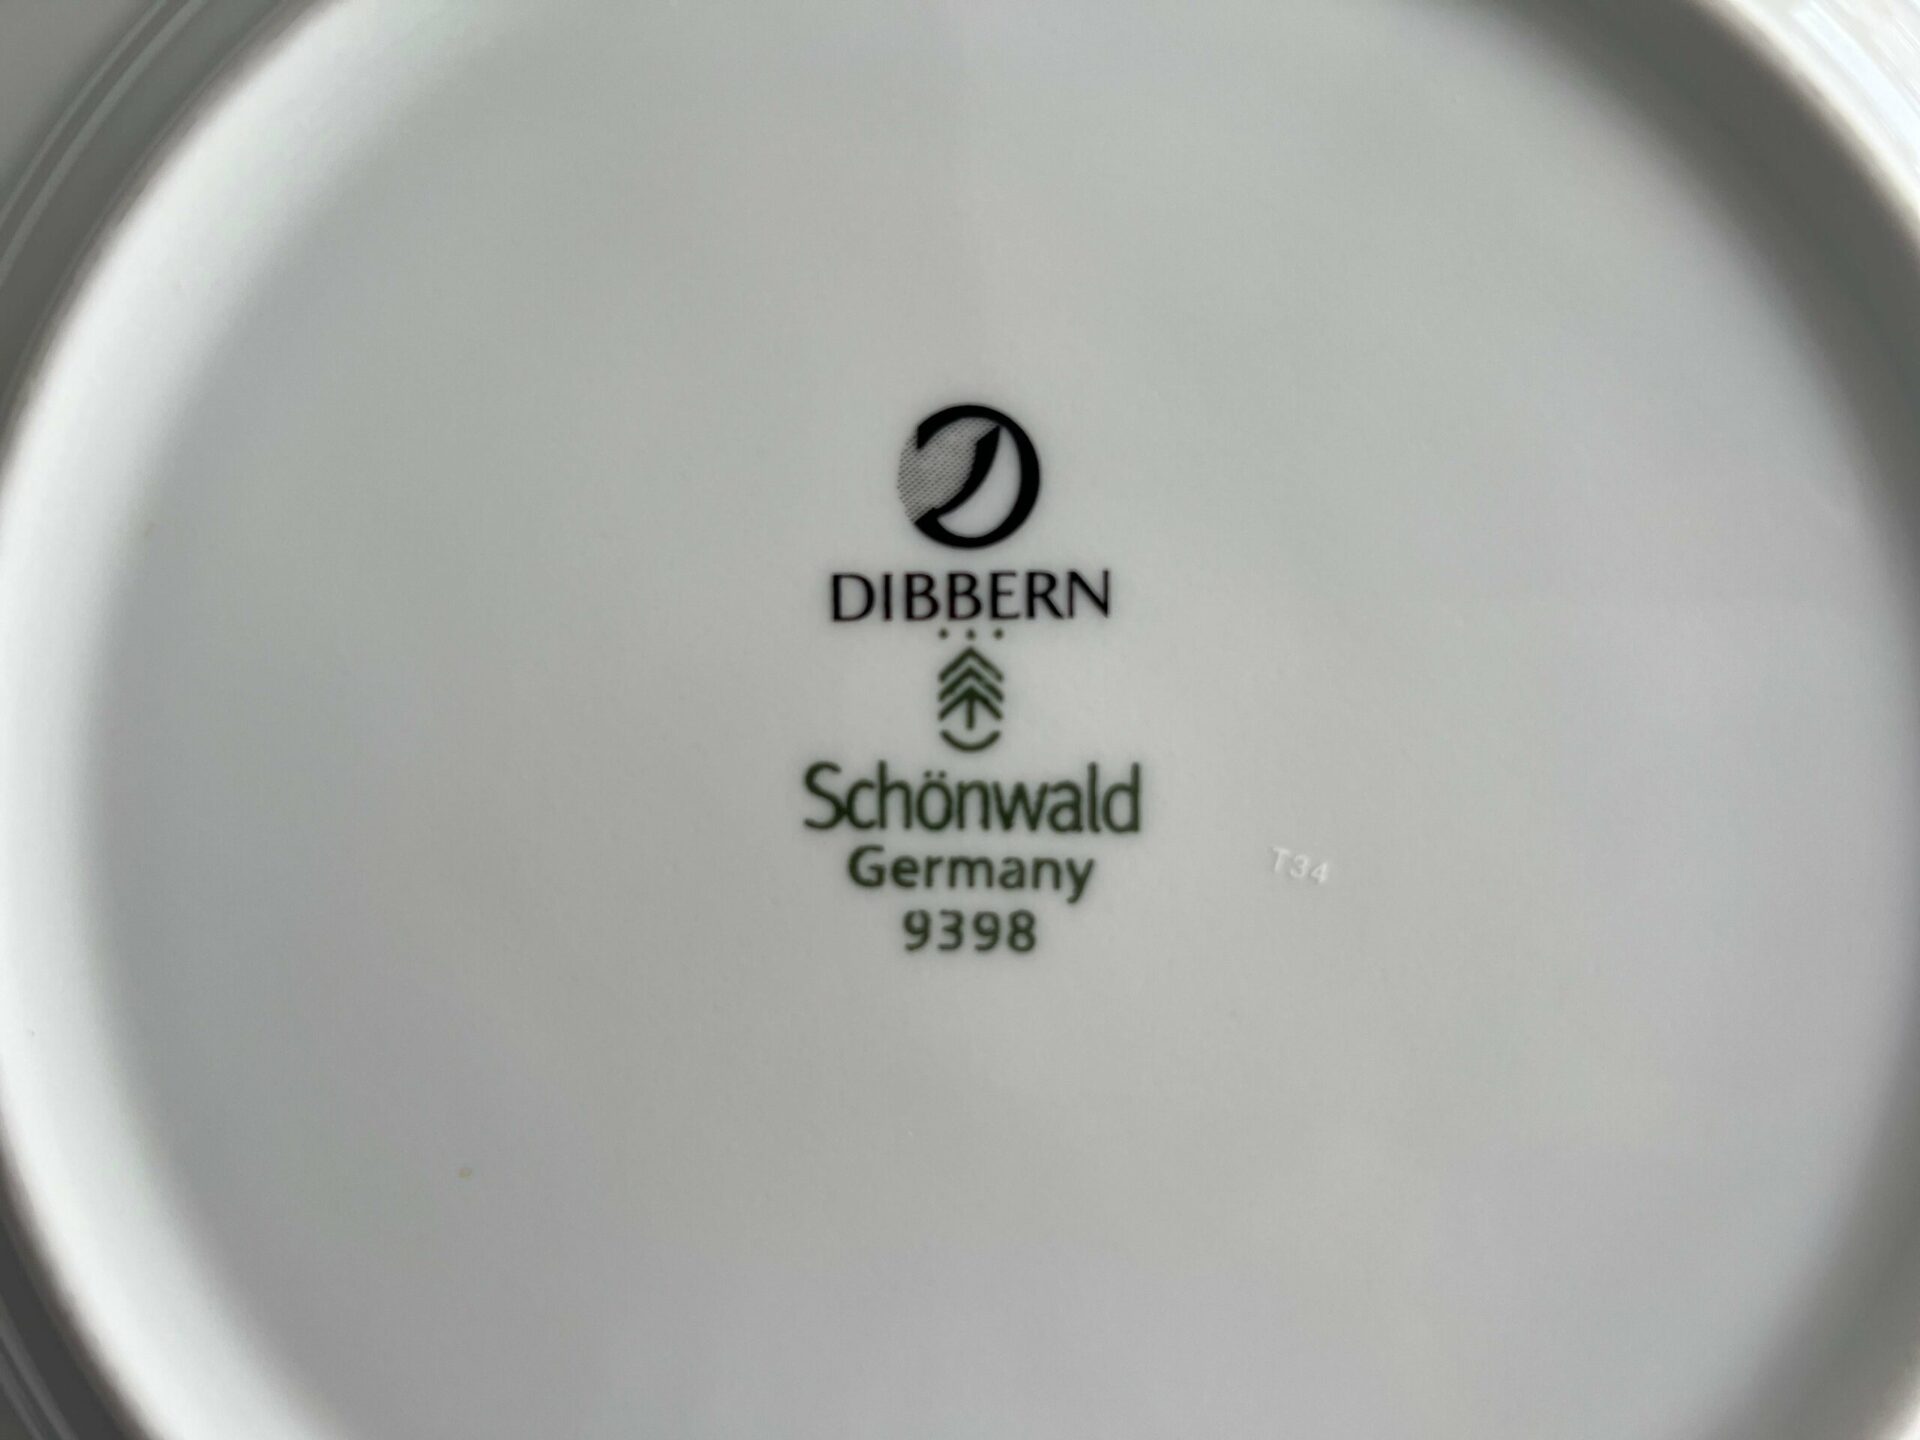 DIBBERN
Schönwald
Germany
9398
T34